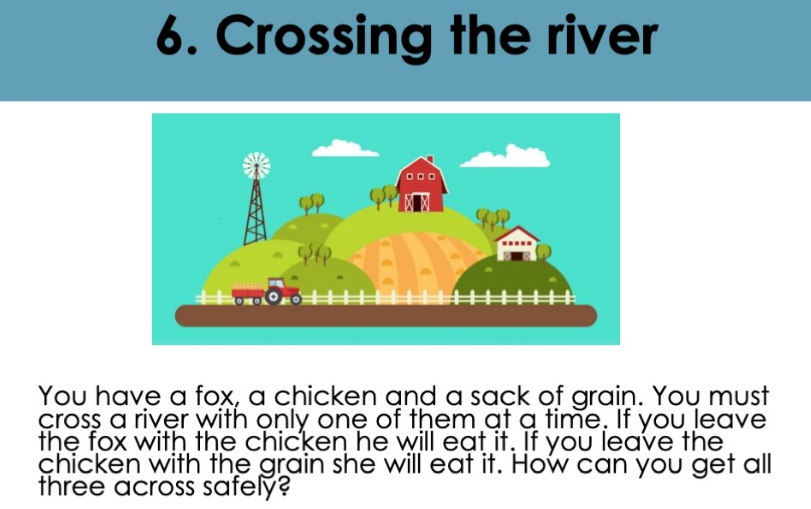 6. Crossing the river
You have a fox, a chicken and a sack of grain. You must
cross a river with only one of them at a time. If you leave
the fox with the chicken he will eat it. If you leave the
chicken with the grain she will eat it. How can you get all
three across safely?